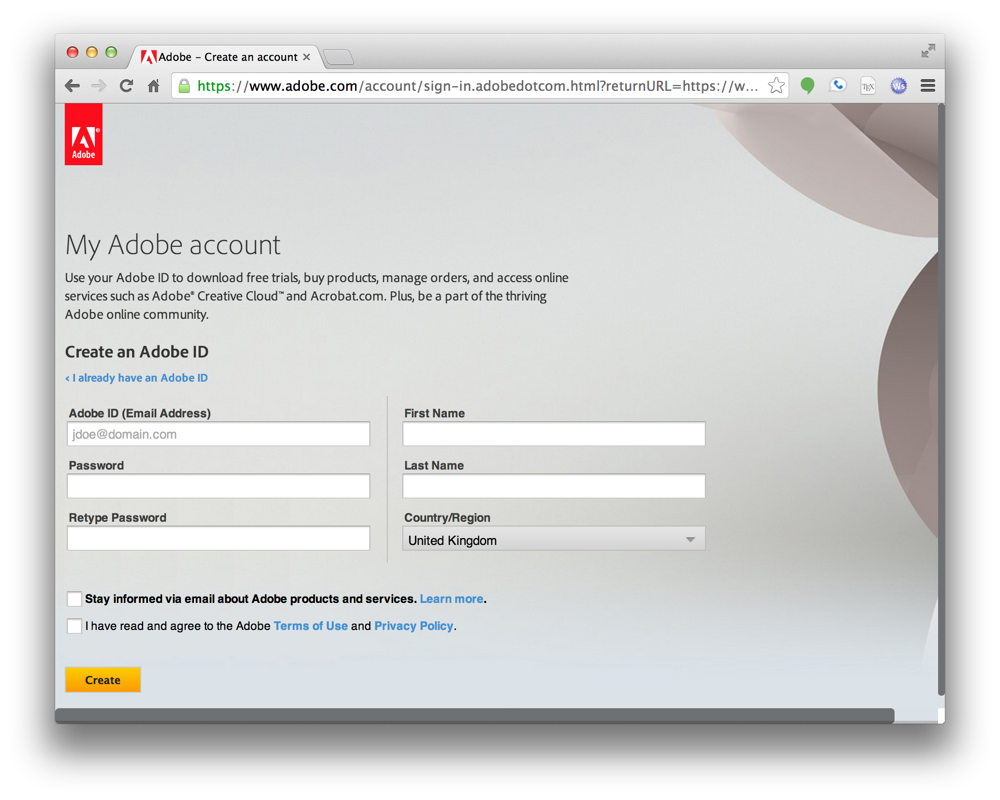 Adobe – Create an account
https://www.adobe.com/account/sign-in.adobedotcom.html?returnURL=https://w...
TEX
Ws
Adobe®
My Adobe account
Use your Adobe ID to download free trials, buy products, manage orders, and access online
services such as Adobe® Creative Cloud™ and Acrobat.com. Plus, be a part of the thriving
Adobe online community.
Create an Adobe ID
‹ I already have an Adobe ID
Adobe ID (Email Address)
jdoe@domain.com
Password
Retype Password
First Name
Last Name
Country/Region
United Kingdom
Stay informed via email about Adobe products and services. Learn more.
I have read and agree to the Adobe Terms of Use and Privacy Policy.
Create